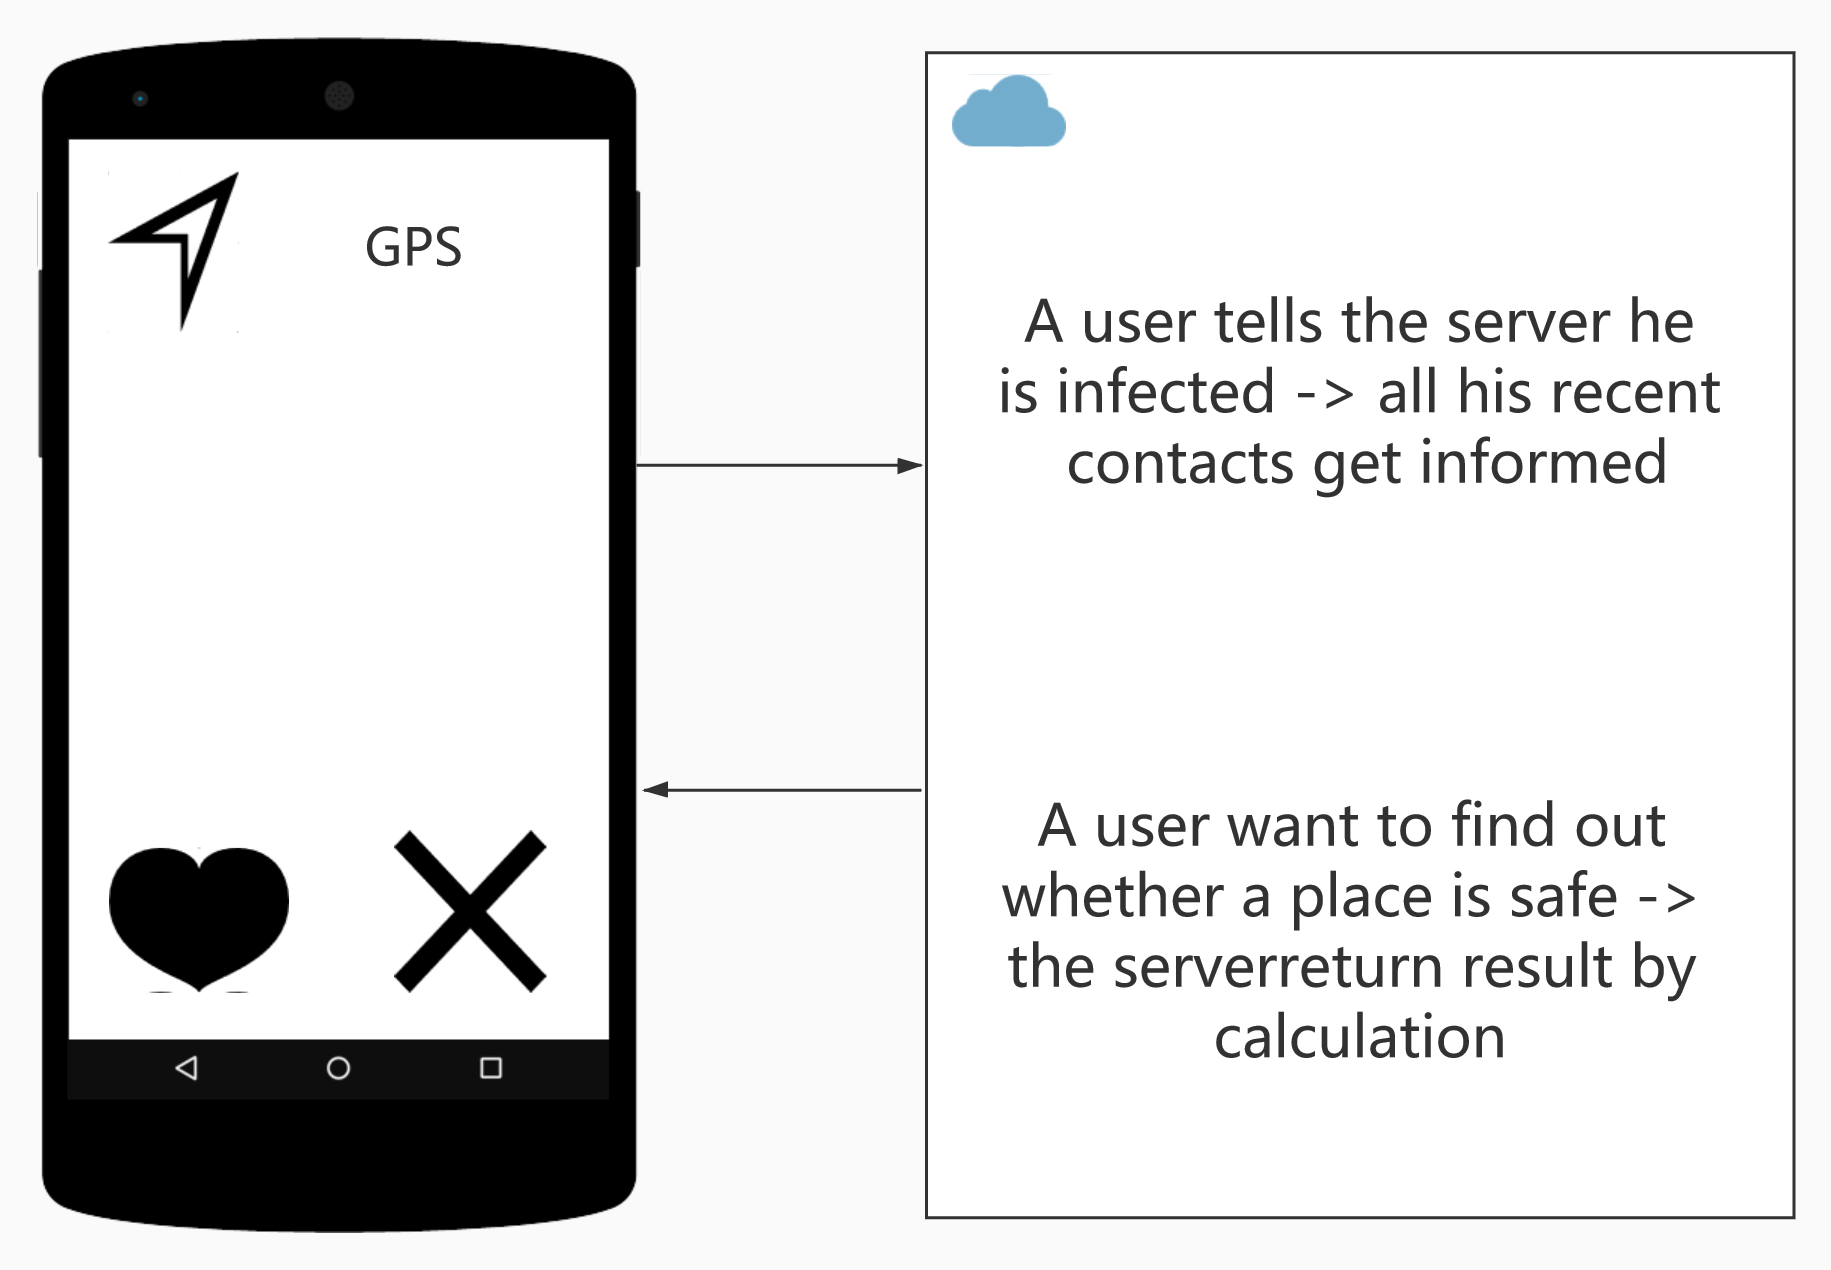 GPS
A user tells the server he
is infected -> all his recent
contacts get informed
A user want to find out
whether a place is safe ->
the serverreturn result by
calculation